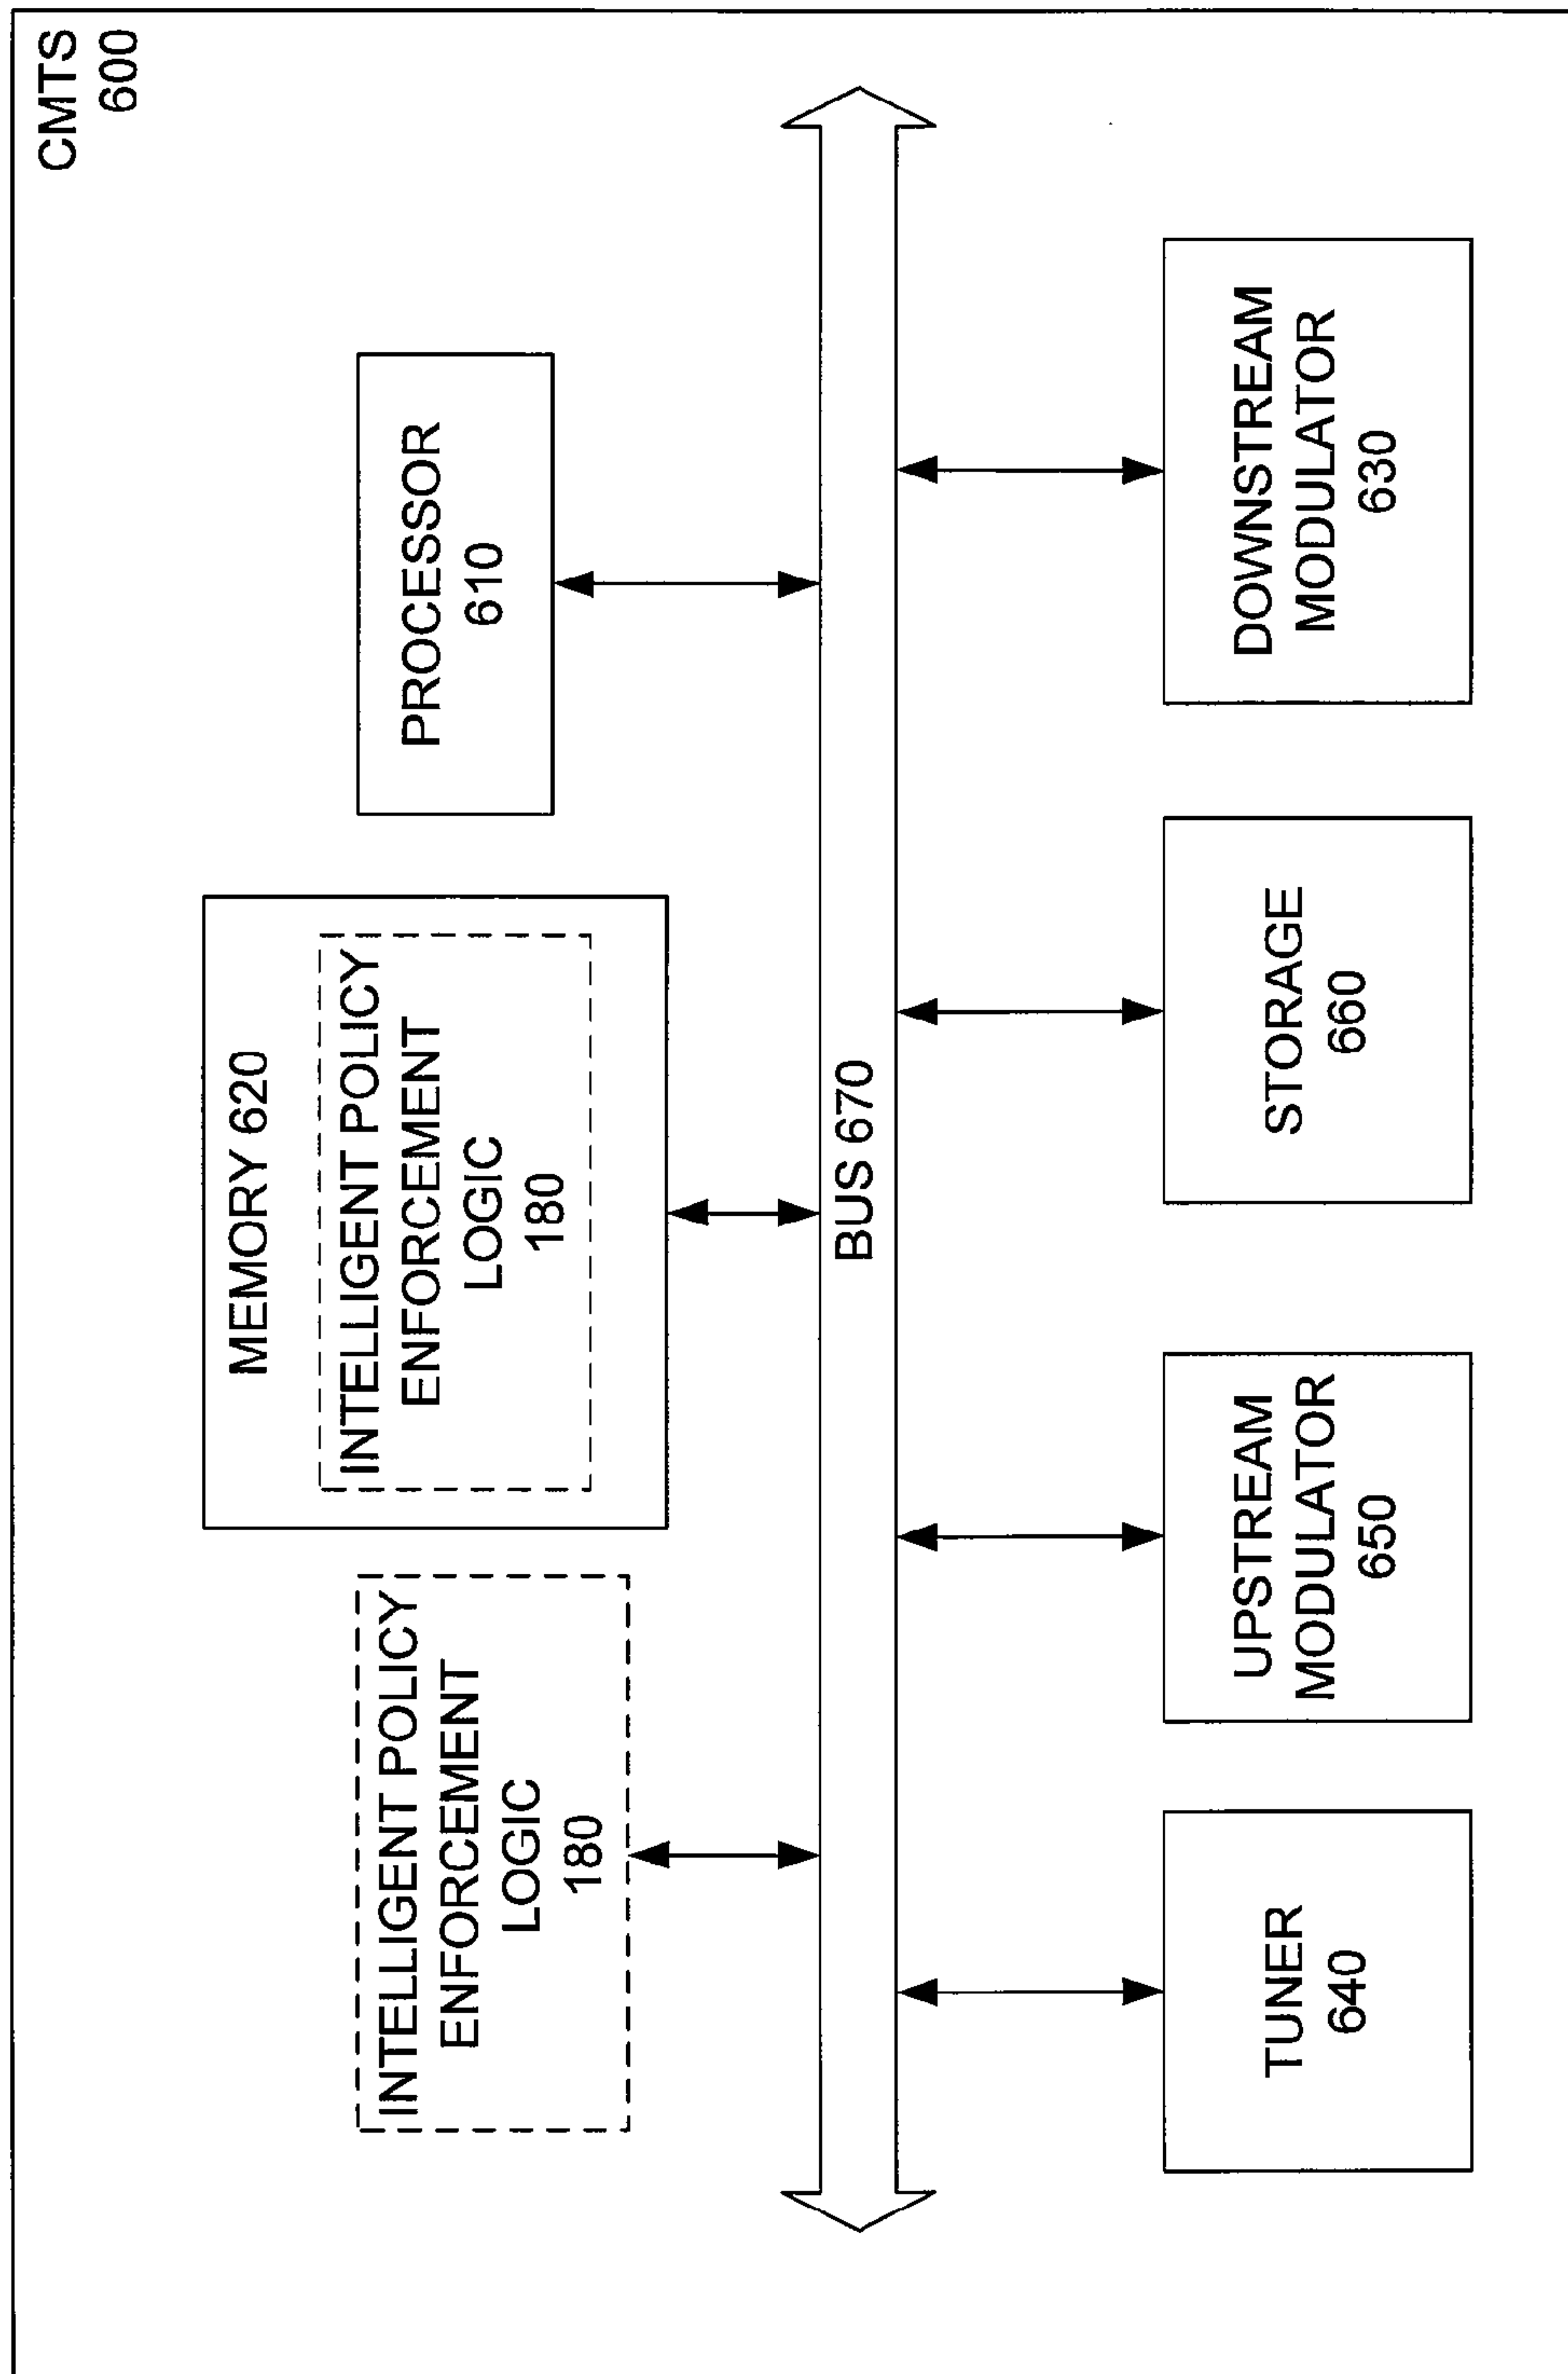 CMTS
600
INTELLIGENT POLICY
ENFORCEMENT
LOGIC
180
MEMORY 620
INTELLIGENT POLICY
ENFORCEMENT
LOGIC
180
PROCESSOR
610
BUS 670
TUNER
640
UPSTREAM
MODULATOR
650
STORAGE
660
DOWNSTREAM
MODULATOR
630